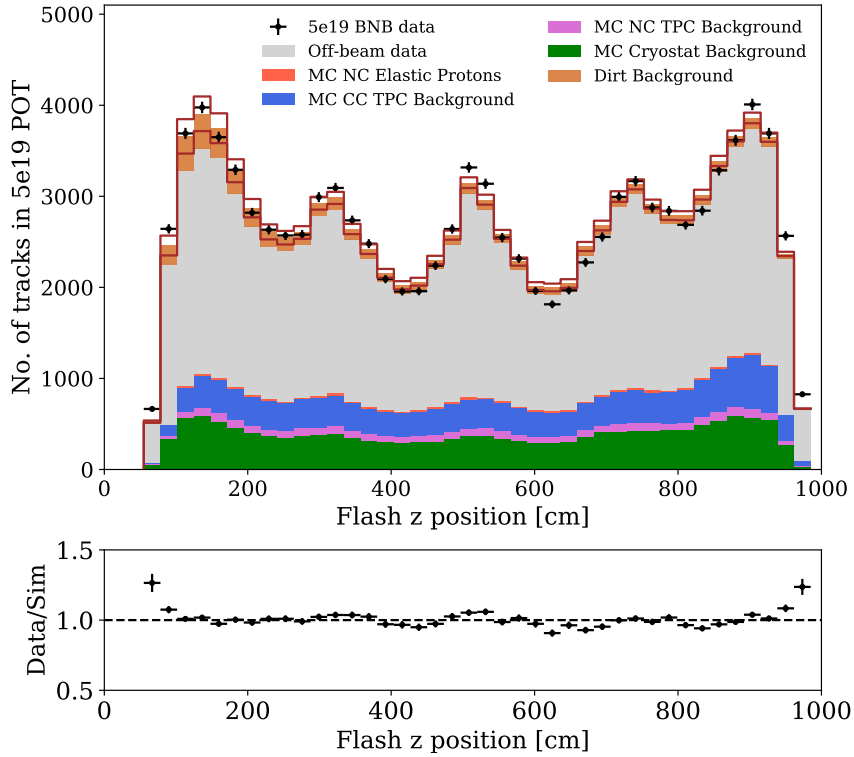 5e19 BNB data
Off-beam data
MC NC Elastic Protons
MC CC TPC Background
MC NC TPC Background
MC Cryostat Background
Dirt Background
No. of tracks in 5e19 POT
4000
3000
2000
1000
0
0 200 400 600 800 1000
Flash z position [cm]
Data/Sim
1.5
1.0
0.5
0 200 400 600 800 1000
Flash z position [cm]